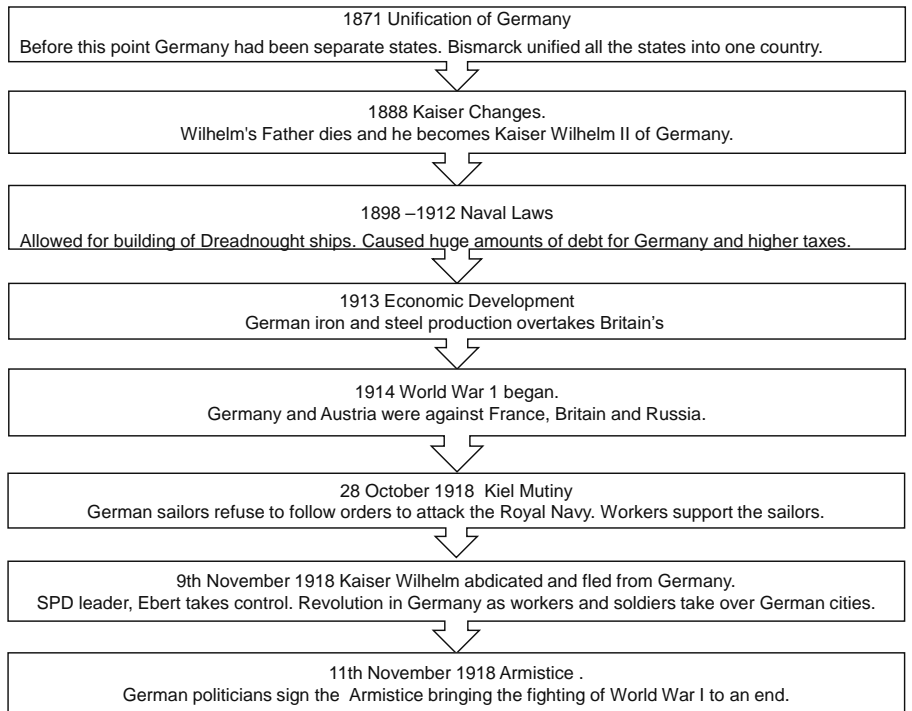 1871 Unification of Germany
Before this point Germany had been separate states. Bismarck unified all the states into one country.
1888 Kaiser Changes.
Wilhelm's Father dies and he becomes Kaiser Wilhelm II of Germany.
1898 –1912 Naval Laws
Allowed for building of Dreadnought ships. Caused huge amounts of debt for Germany and higher taxes.
1913 Economic Development
German iron and steel production overtakes Britain's
1914 World War 1 began.
Germany and Austria were against France, Britain and Russia.
28 October 1918  Kiel Mutiny
German sailors refuse to follow orders to attack the Royal Navy. Workers support the sailors.
9th November 1918 Kaiser Wilhelm abdicated and fled from Germany.
SPD leader, Ebert takes control. Revolution in Germany as workers and soldiers take over German cities.
11th November 1918 Armistice .
German politicians sign the  Armistice bringing the fighting of World War I to an end.